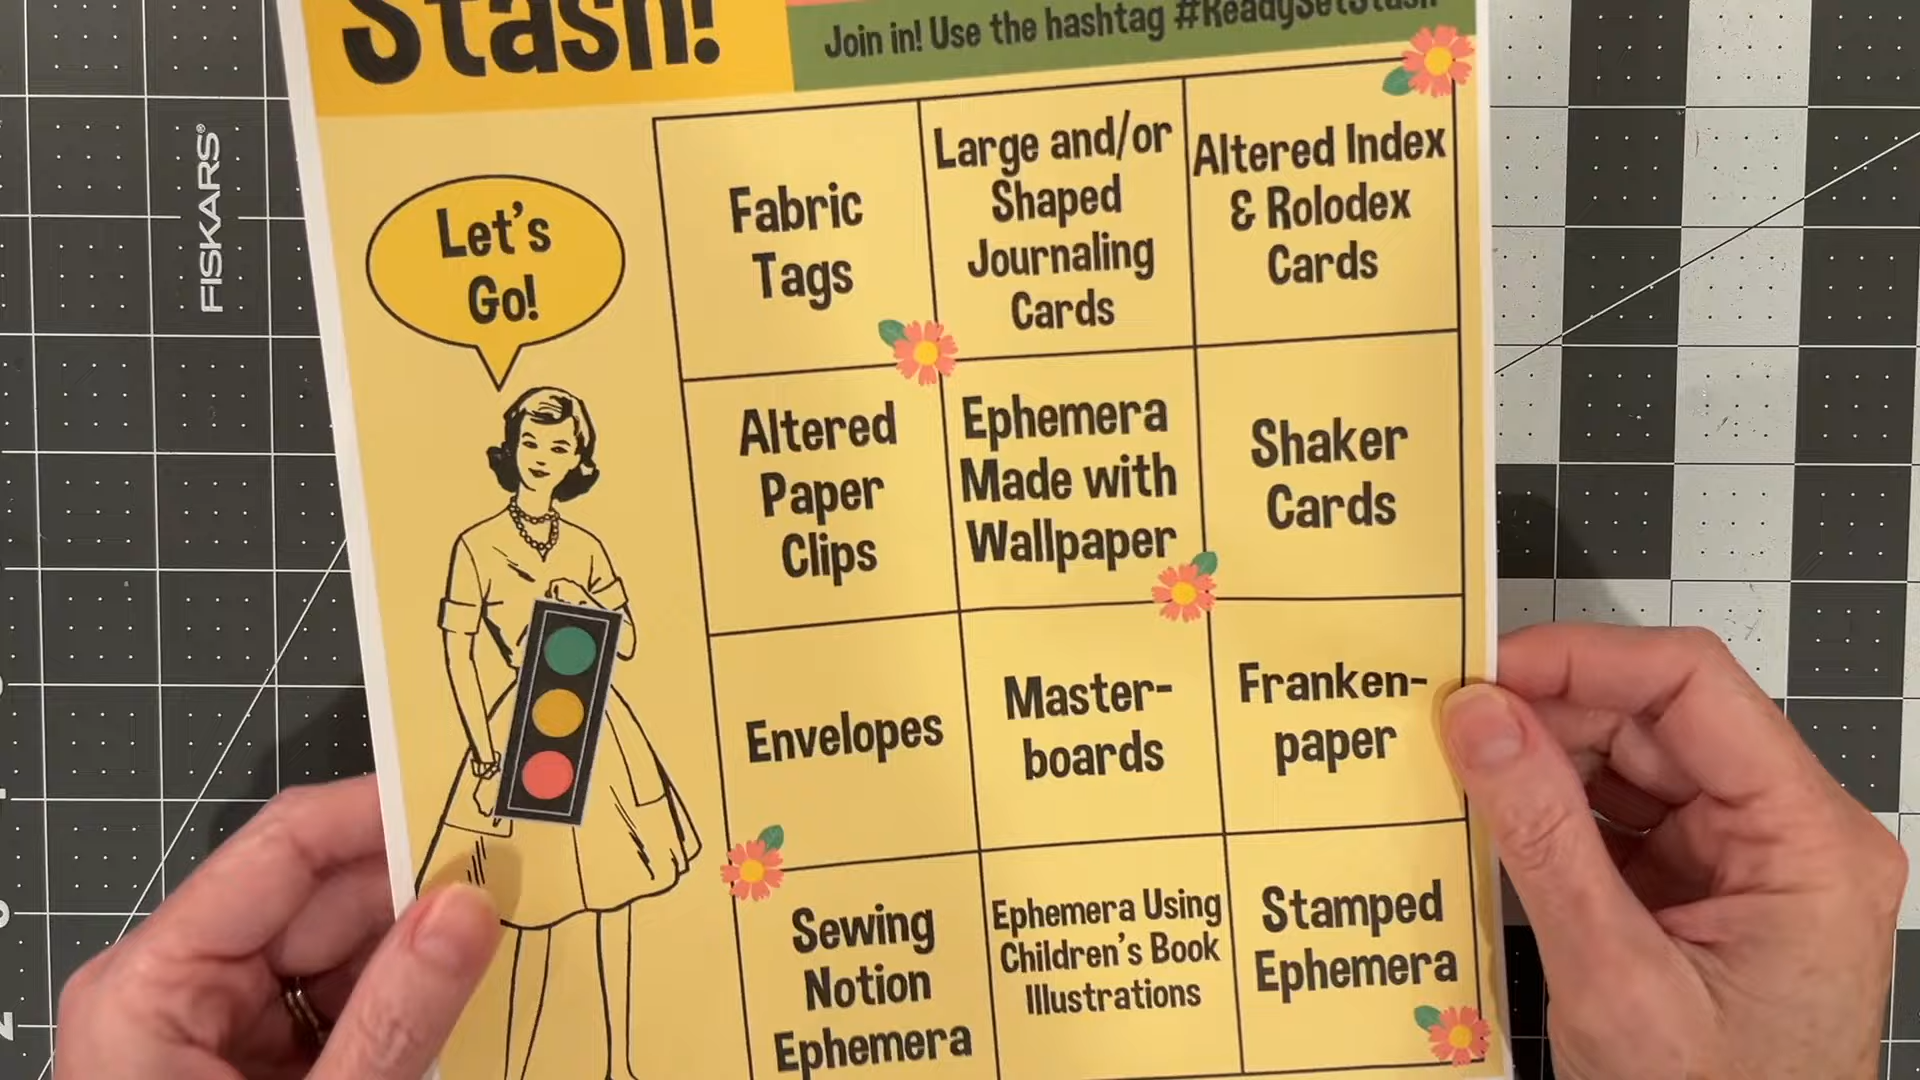 Stash!
Join in! Use the hashtag #ReadySetStash
FISKARS®
Let's
Go!
Fabric
Tags
Large and/or
Shaped
Journaling
Cards
Altered Index
& Rolodex
Cards
Altered
Paper
Clips
Ephemera
Made with
Wallpaper
Shaker
Cards
Envelopes
Master-
boards
Franken-
paper
Sewing
Notion
Ephemera
Ephemera Using
Children's Book
Illustrations
Stamped
Ephemera
2